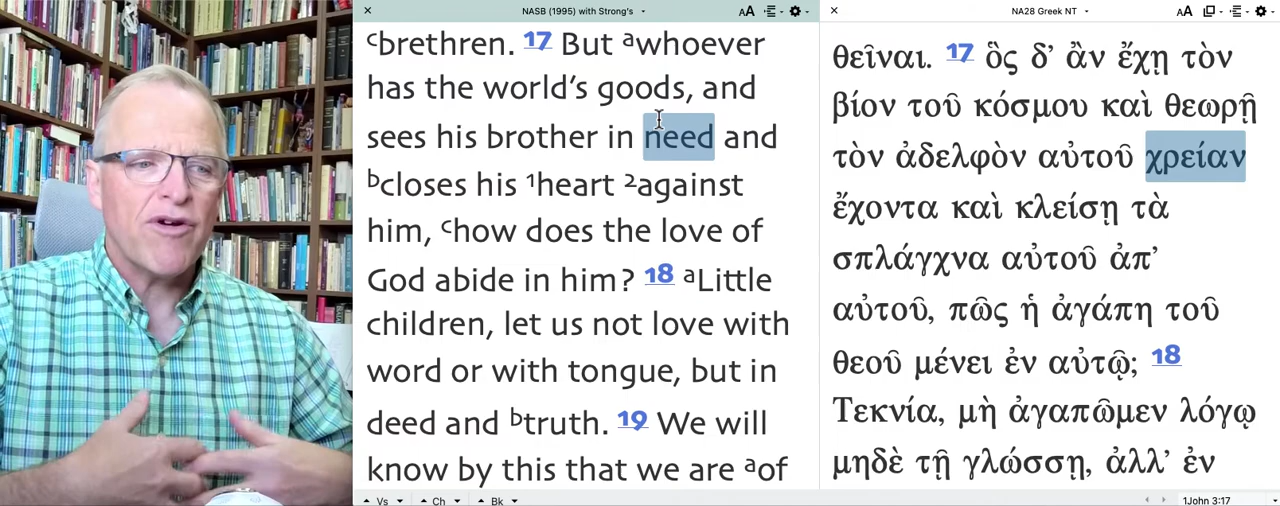 NASB (1995) with Strong's
AA
ᶜbrethren. 17 But ᵃwhoever
has the world's goods, and
sees his brother in need and
ᵇcloses his ¹heart ²against
him, ᶜhow does the love of
God abide in him? 18 ᵃLittle
children, let us not love with
word or with tongue, but in
deed and ᵇtruth. 19 We will
know by this that we are ᵃof
Vs Ch Bk
NA28 Greek NT
AA
θεῖναι. 17 ὃς δ’ ἂν ἔχῃ τὸν
βίον τοῦ κόσμου καὶ θεωρῇ
τὸν ἀδελφὸν αὐτοῦ χρείαν
ἔχοντα καὶ κλείσῃ τὰ
σπλάγχνα αὐτοῦ ἀπ’
αὐτοῦ, πῶς ἡ ἀγάπη τοῦ
θεοῦ μένει ἐν αὐτῷ; 18
Τεκνία, μὴ ἀγαπῶμεν λόγῳ
μηδὲ τῇ γλώσσῃ, ἀλλ’ ἐν
1John 3:17